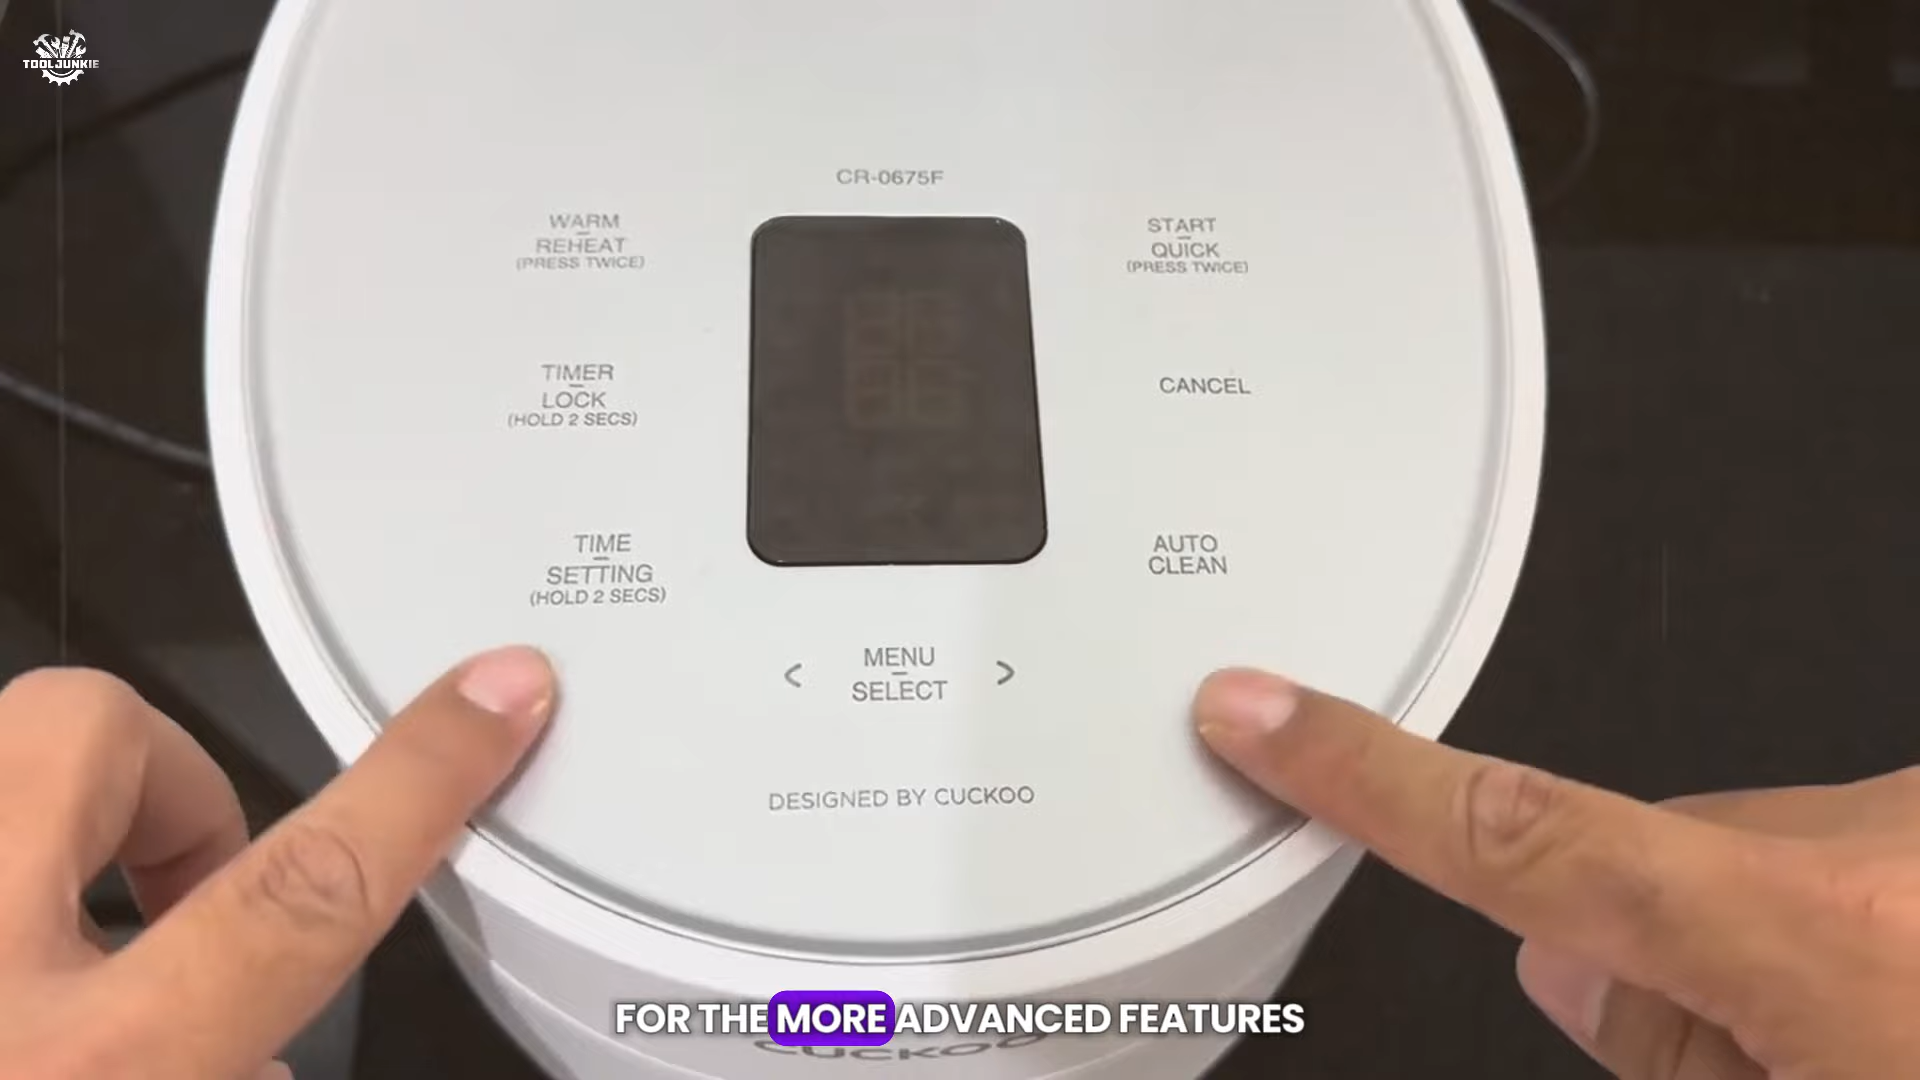 TOOLJUNKIE
CR-0675F
WARM
REHEAT
(PRESS TWICE)
START
QUICK
(PRESS TWICE)
TIMER
LOCK
(HOLD 2 SECS)
CANCEL
TIME
SETTING
(HOLD 2 SECS)
AUTO
CLEAN
< MENU >
SELECT
DESIGNED BY CUCKOO
FOR THE MORE ADVANCED FEATURES
CUCKOO